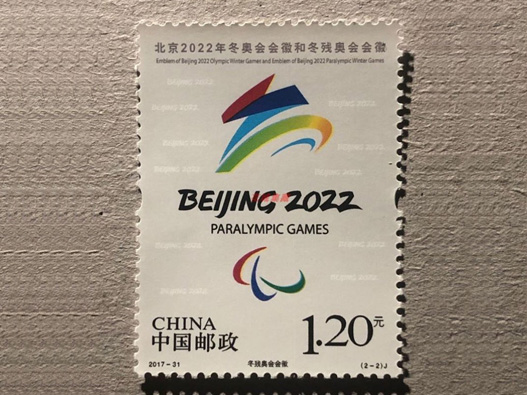 北京2022年冬奥会会徽和冬残奥会会徽
Emblem of Beijing 2022 Olympic Winter Games and Emblem of Beijing 2022 Paralympic Winter Games
BEIJING 2022
PARALYMPIC GAMES
CHINA
中国邮政
1.20元
2017-31
冬残奥会会徽
(2-2)J